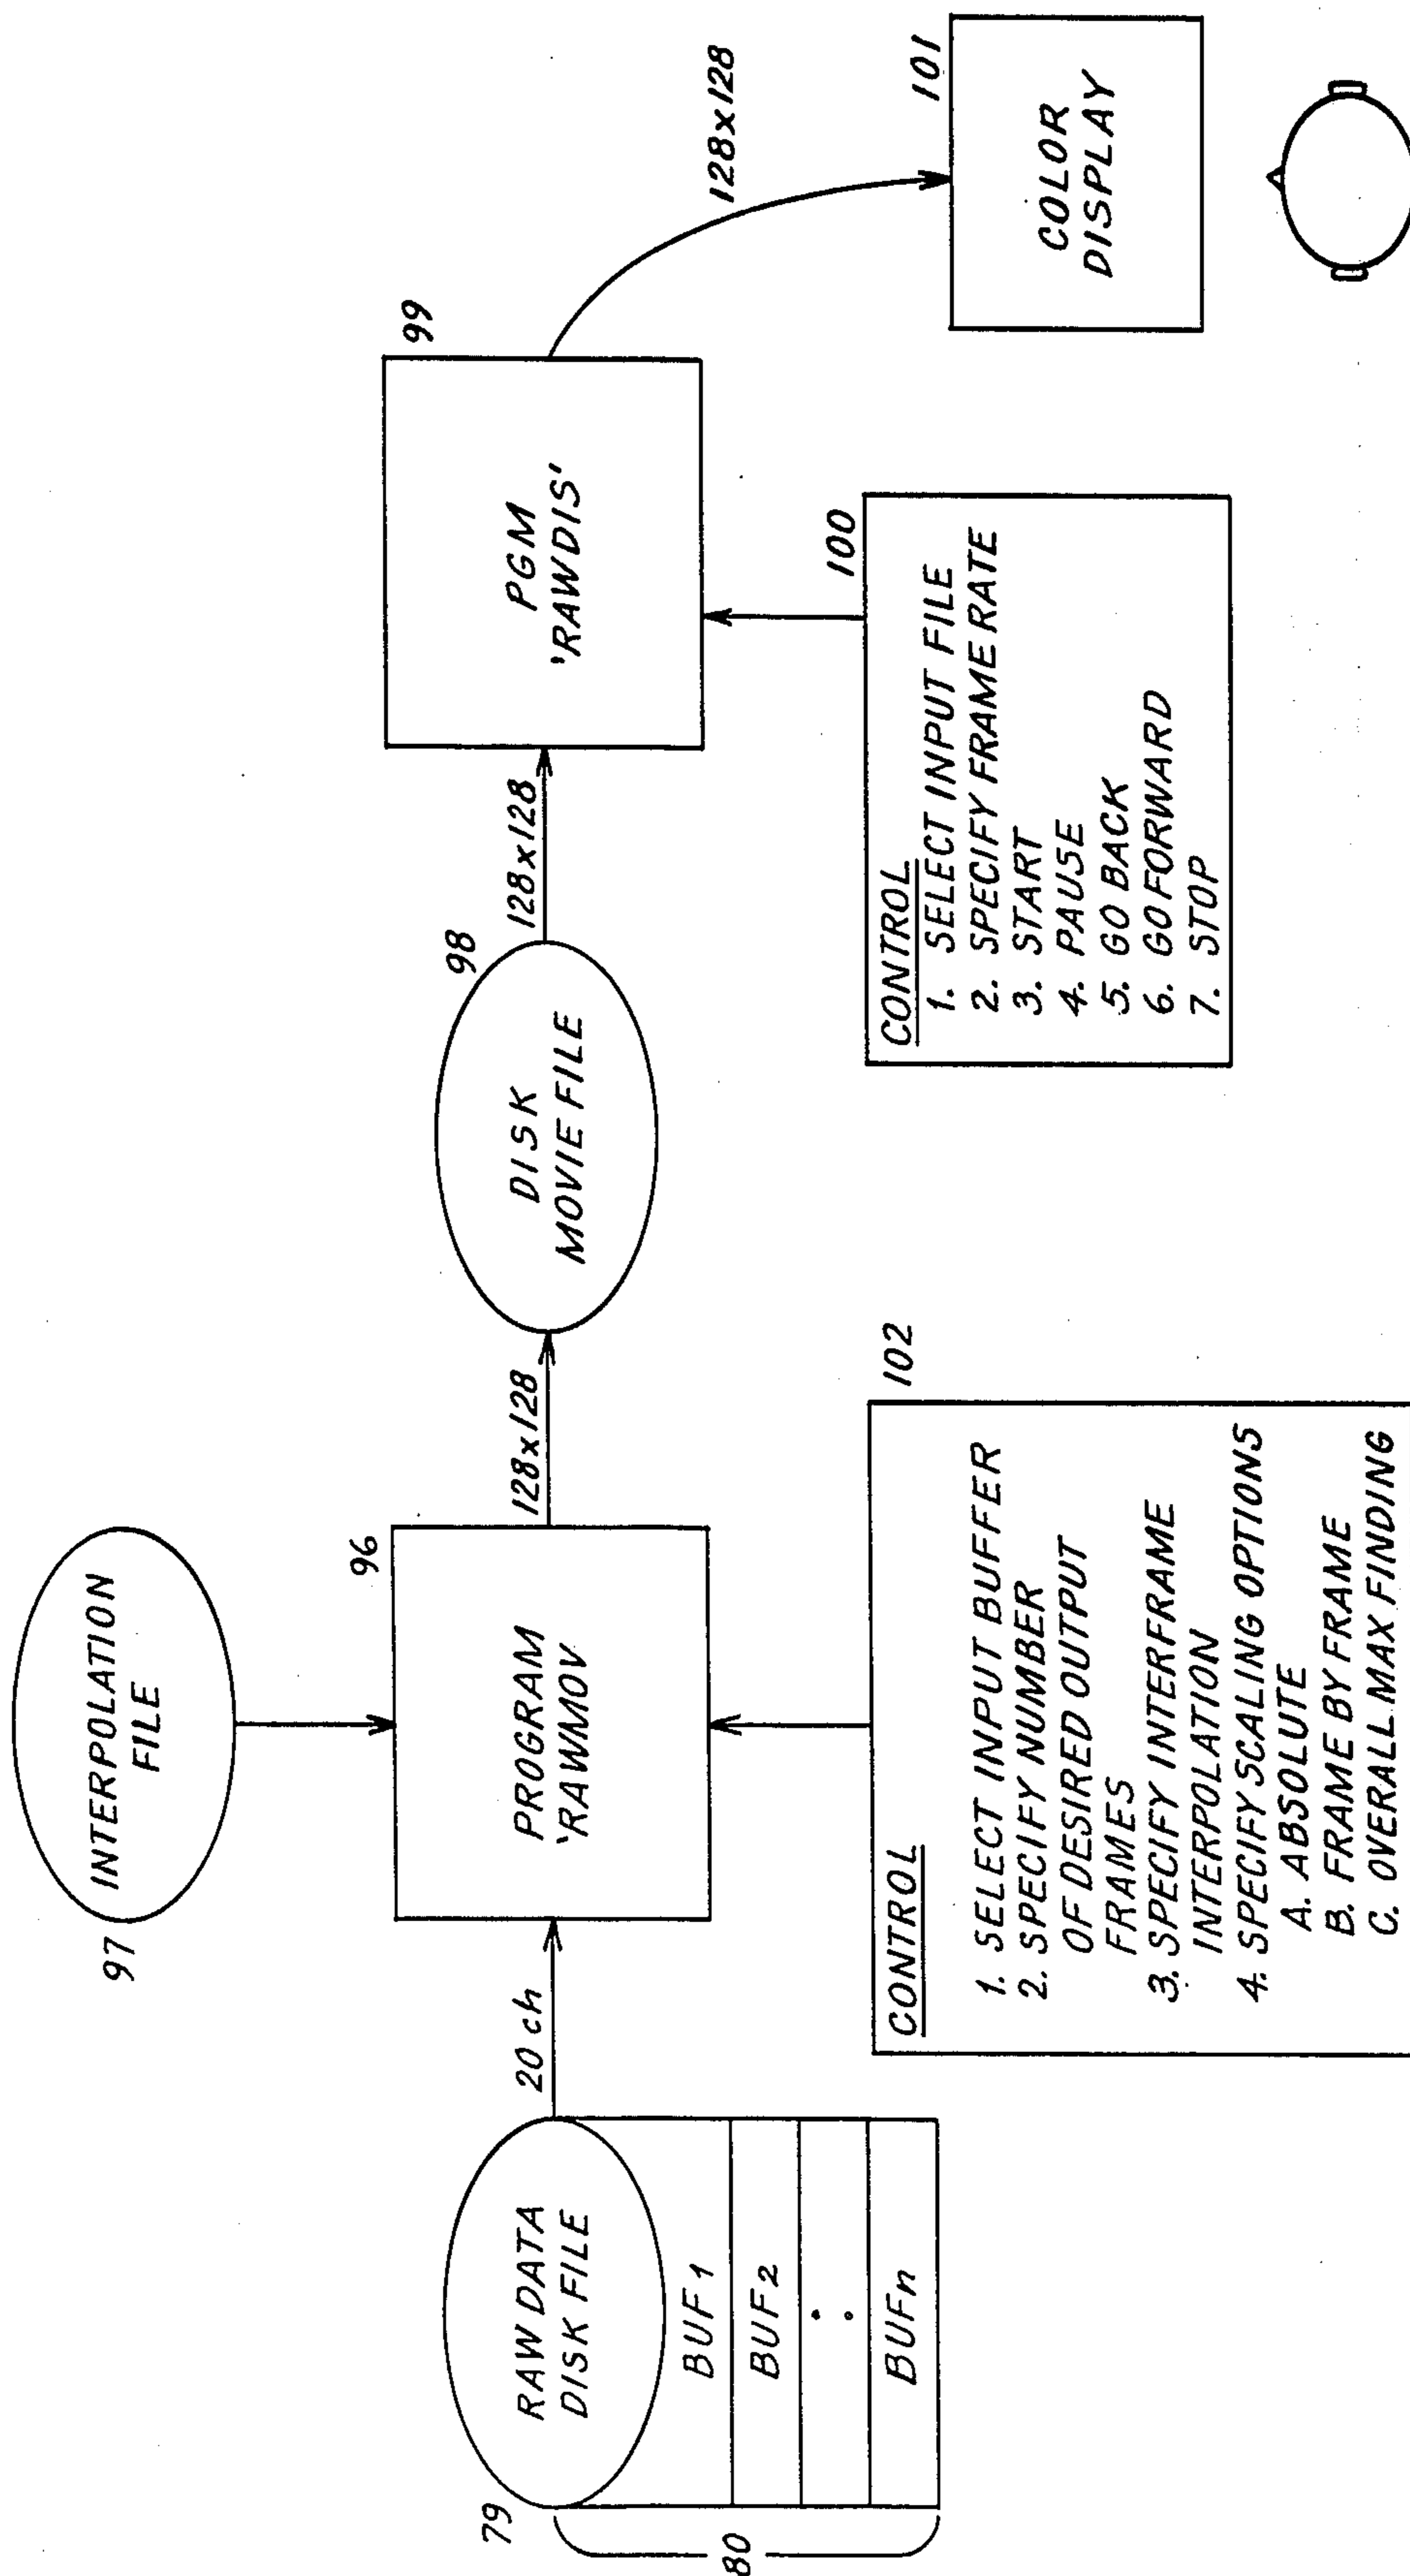 97
INTERPOLATION
FILE
79
RAW DATA
DISK FILE
BUF1
BUF2
BUFn
80
20 ch
96
PROGRAM
'RAWMOV
128x128
98
DISK
MOVIE FILE
128x128
99
PGM
'RAWDIS'
128x128
102
CONTROL
1. SELECT INPUT BUFFER
2. SPECIFY NUMBER
OF DESIRED OUTPUT
FRAMES
3. SPECIFY INTERFRAME
INTERPOLATION
4. SPECIFY SCALING OPTIONS
A. ABSOLUTE
B. FRAME BY FRAME
C. OVERALL MAX FINDING
100
CONTROL
1. SELECT INPUT FILE
2. SPECIFY FRAME RATE
3. START
4. PAUSE
5. GO BACK
6. GO FORWARD
7. STOP
101
COLOR
DISPLAY